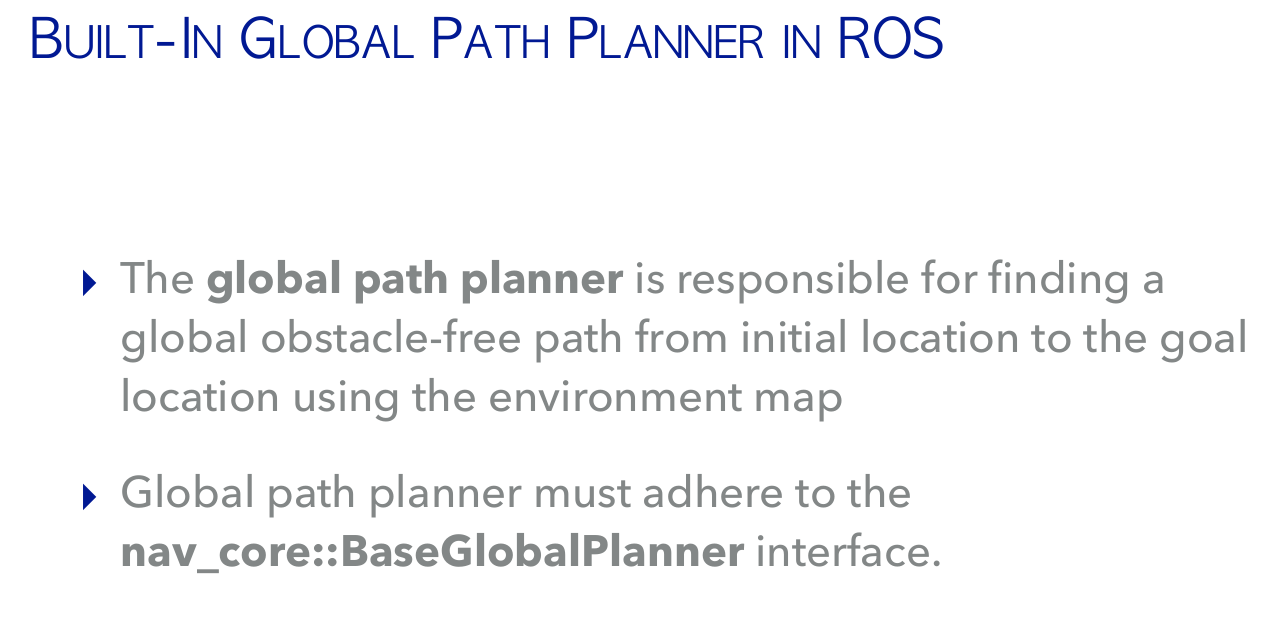 Built-In Global Path Planner in ROS
The global path planner is responsible for finding a
global obstacle-free path from initial location to the goal
location using the environment map
Global path planner must adhere to the
nav_core::BaseGlobalPlanner interface.